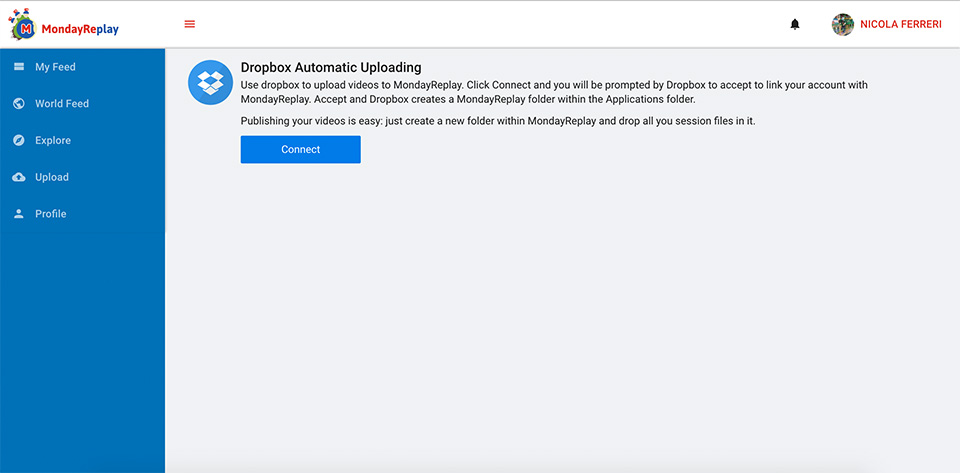 M MondayReplay
NICOLA FERRERI
My Feed
World Feed
Explore
Upload
Profile
Dropbox Automatic Uploading
Use dropbox to upload videos to MondayReplay. Click Connect and you will be prompted by Dropbox to accept to link your account with
MondayReplay. Accept and Dropbox creates a MondayReplay folder within the Applications folder.
Publishing your videos is easy: just create a new folder within MondayReplay and drop all you session files in it.
Connect